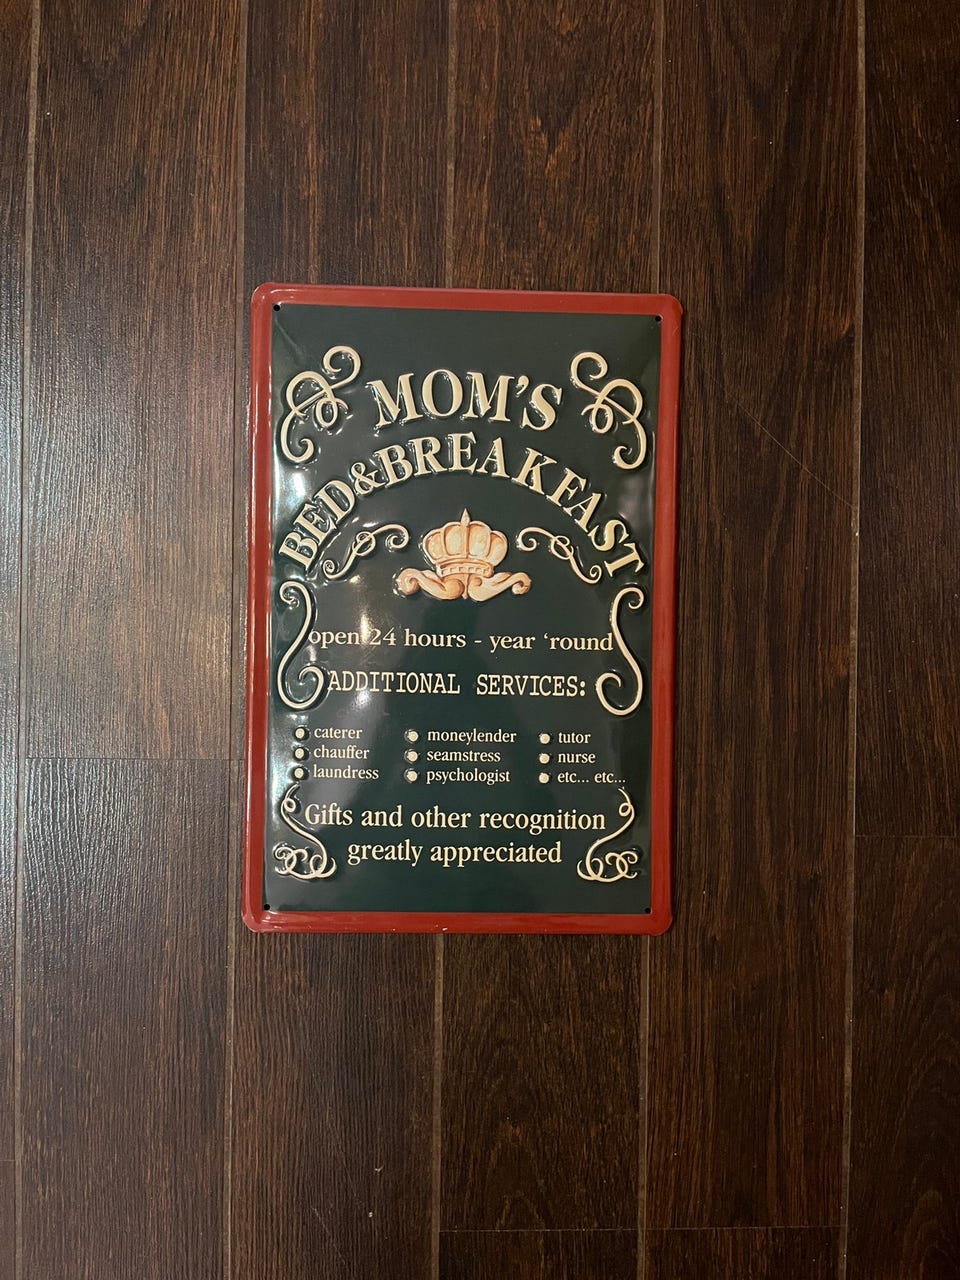 MOM'S
BED&BREAKFAST
open 24 hours - year ‘round
ADDITIONAL SERVICES:
caterer
chauffer
laundress
moneylender
seamstress
psychologist
tutor
nurse
etc... etc...
Gifts and other recognition
greatly appreciated